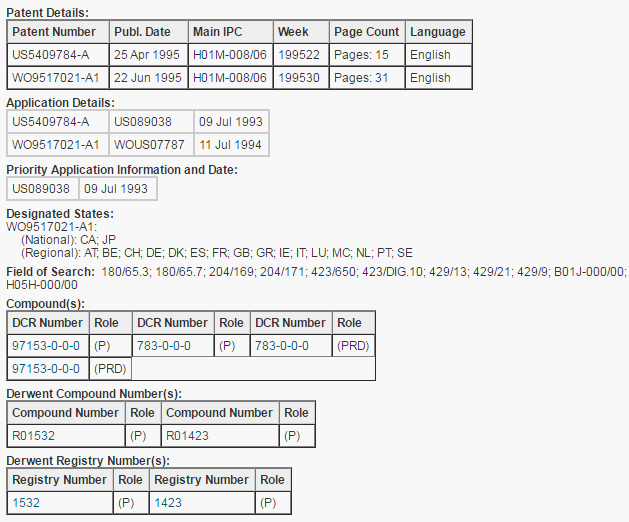 Patent Details:
Patent Number Publ. Date Main IPC Week Page Count Language
US5409784-A 25 Apr 1995 H01M-008/06 199522 Pages: 15 English
WO9517021-A1 22 Jun 1995 H01M-008/06 199530 Pages: 31 English
Application Details:
US5409784-A US089038 09 Jul 1993
WO9517021-A1 WOUS07787 11 Jul 1994
Priority Application Information and Date:
US089038 09 Jul 1993
Designated States:
WO9517021-A1:
(National): CA; JP
(Regional): AT; BE; CH; DE; DK; ES; FR; GB; GR; IE; IT; LU; MC; NL; PT; SE
Field of Search: 180/65.3; 180/65.7; 204/169; 204/171; 423/650; 423/DIG.10; 429/13; 429/21; 429/9; B01J-000/00;
H05H-000/00
Compound(s):
DCR Number Role DCR Number Role DCR Number Role
97153-0-0-0 (P) 783-0-0-0 (P) 783-0-0-0 (PRD)
97153-0-0-0 (PRD)
Derwent Compound Number(s):
Compound Number Role Compound Number Role
R01532 (P) R01423 (P)
Derwent Registry Number(s):
Registry Number Role Registry Number Role
1532 (P) 1423 (P)